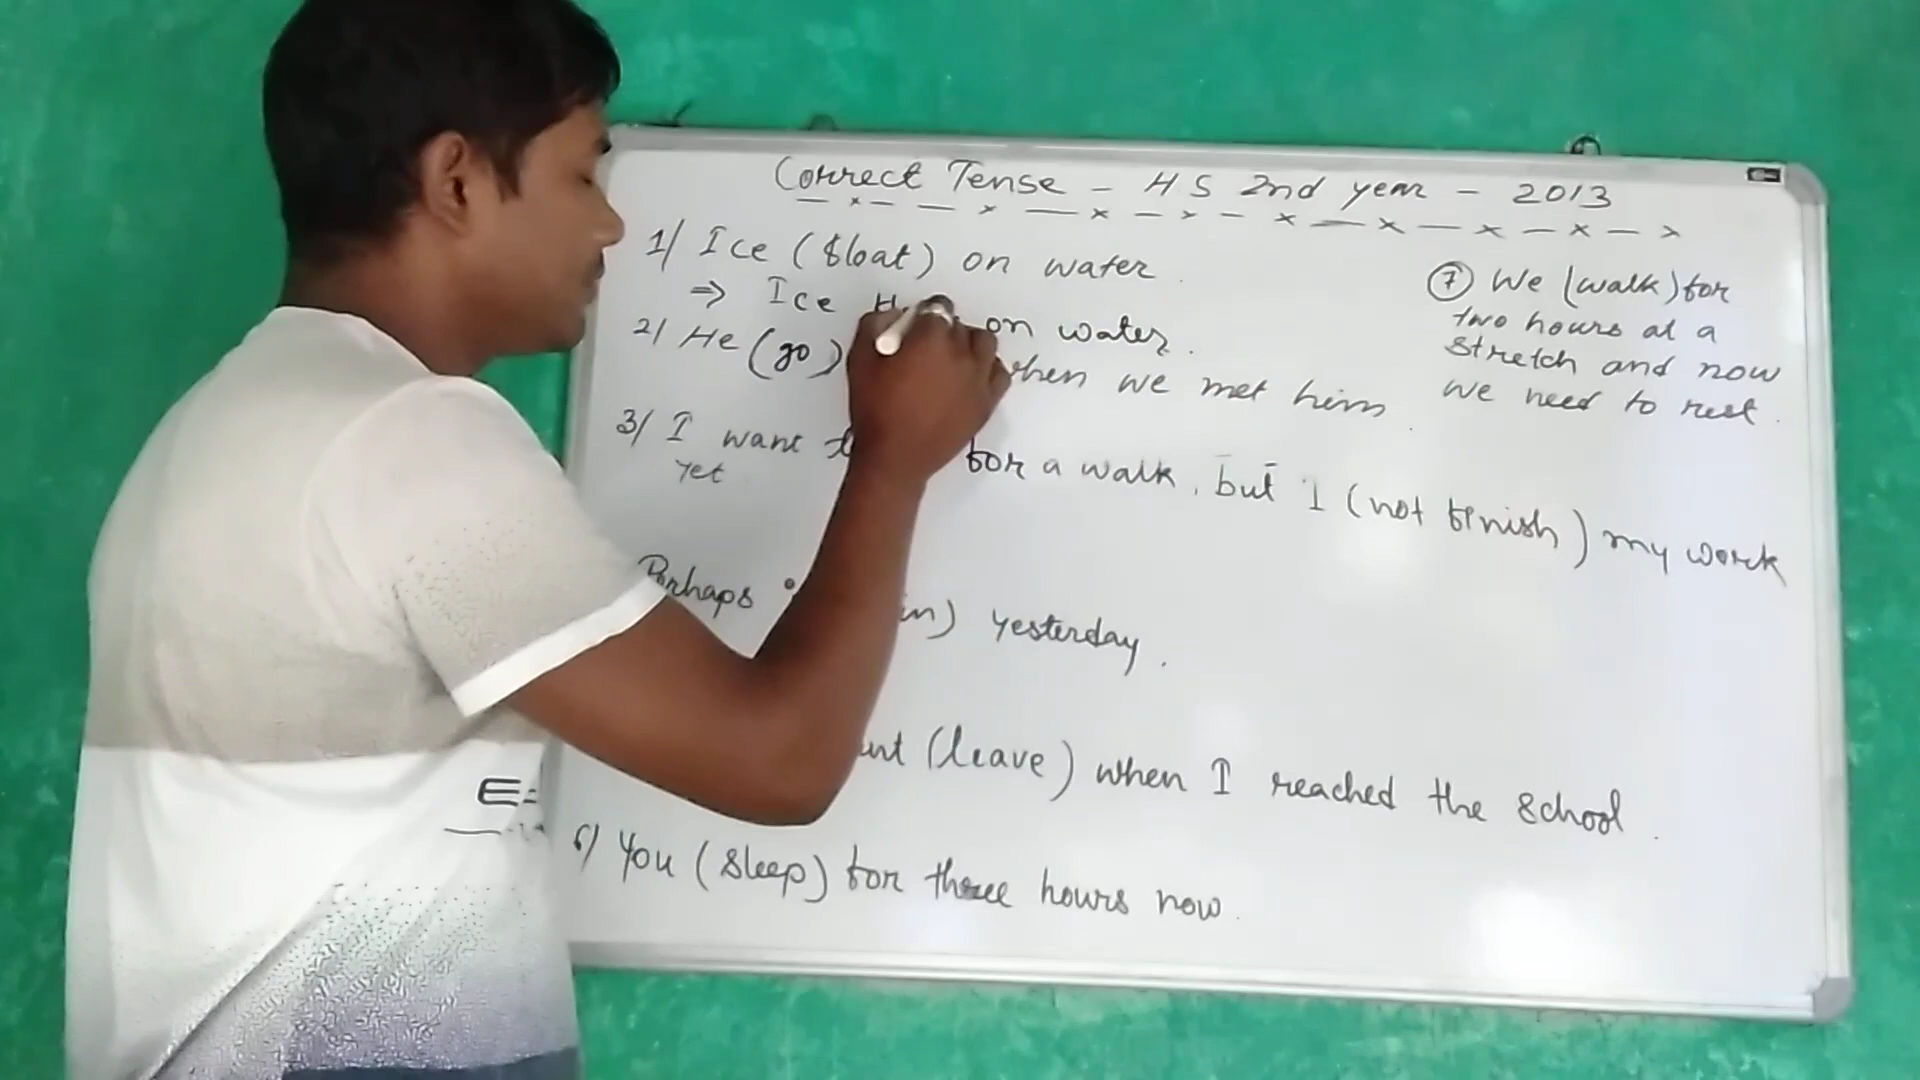 Correct Tense - HS 2nd year - 2013
1/ Ice (float) on water.
⇒ Ice on water.
2/ He (go) when we met him.
3/ I want for a walk, but I (not finish) my work
yet
Perhaps yesterday.
(leave) when I reached the school.
6) You (sleep) for three hours now.
⑦ We (walk) for
two hours at a
stretch and now
we need to rest.